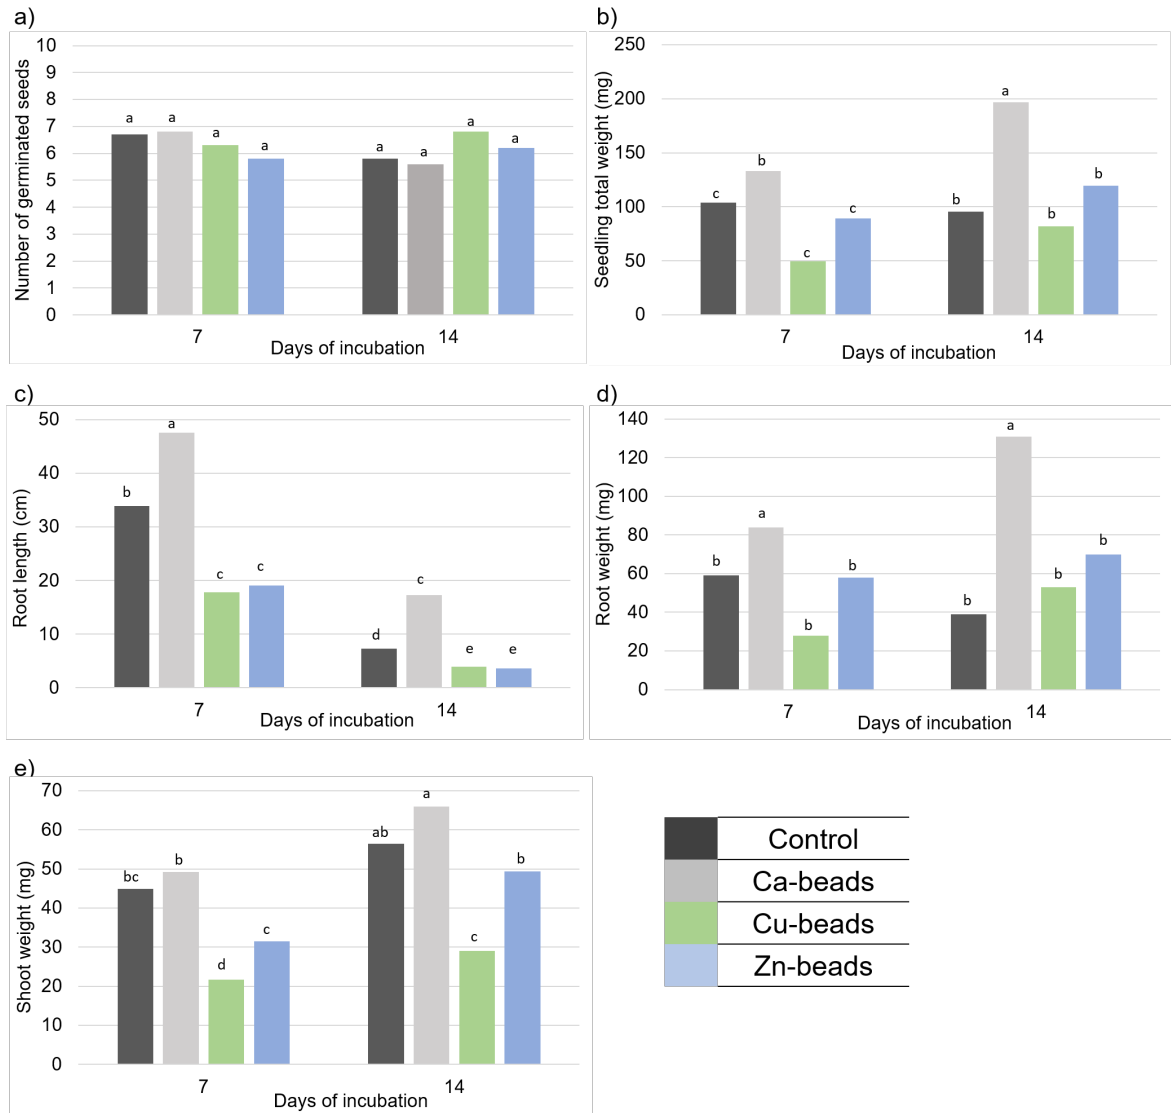 a)
Number of germinated seeds
10
9
8
7
6
5
4
3
2
1
0
a a a a a a a a
7 14
Days of incubation
b)
Seedling total weight (mg)
250
200
150
100
50
0
c b c c b a b b
7 14
Days of incubation
c)
Root length (cm)
50
40
30
20
10
0
b a c c d c e e
7 14
Days of incubation
d)
Root weight (mg)
140
120
100
80
60
40
20
0
b a b b b a b b
7 14
Days of incubation
e)
Shoot weight (mg)
70
60
50
40
30
20
10
0
bc b d c ab a c b
7 14
Days of incubation
Control
Ca-beads
Cu-beads
Zn-beads